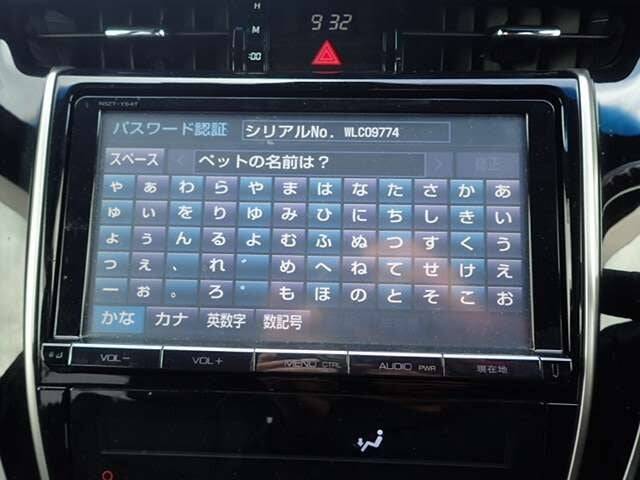 H
M
:00
9:32
NSZT-Y64T
パスワード認証 シリアルNo. WLC09774
スペース < ペットの名前は? > 修正
ゃ ぁ わ ら や ま は な た さ か あ
ゅ ぃ を り ゆ み ひ に ち し き い
ょ ぅ ん る よ む ふ ぬ つ す く う
っ ぇ 、 れ ゛ め へ ね て せ け え
ー ぉ 。 ろ ゜ も ほ の と そ こ お
かな カナ 英数字 数記号
VOL− VOL+ MENU CTRL AUDIO PWR 現在地